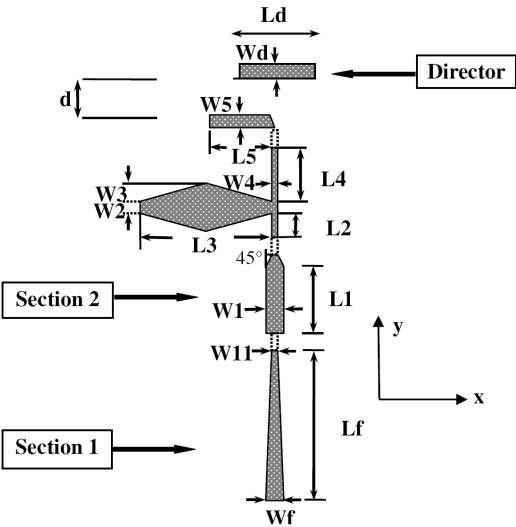 Ld
Wd
Director
d
W5
L5
W4
L4
W3
W2
L3
L2
45°
Section 2
W1
L1
W11
y
x
Lf
Section 1
Wf